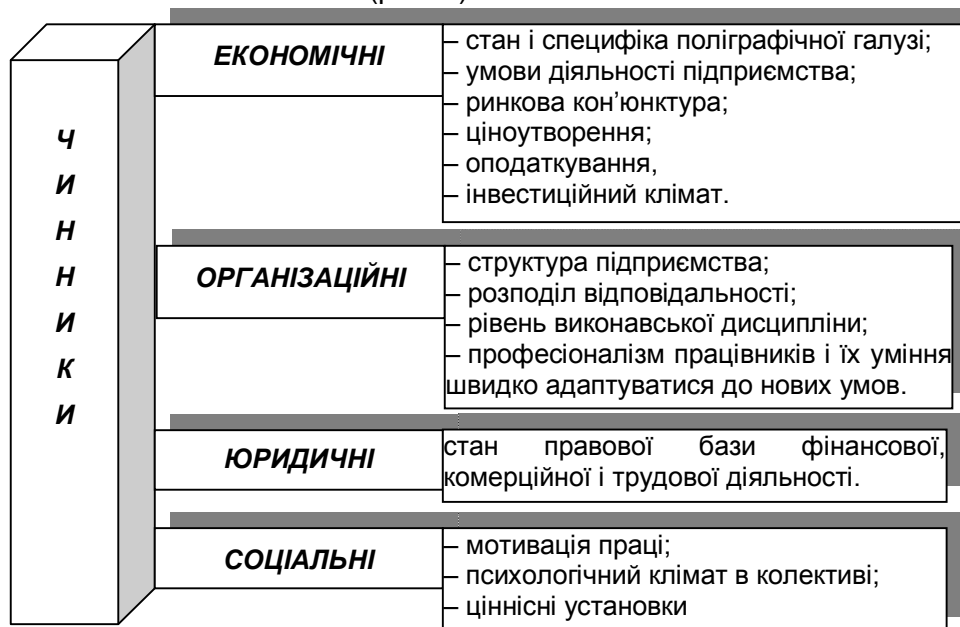 ЧИННИКИ
ЕКОНОМІЧНІ
– стан і специфіка поліграфічної галузі;
– умови діяльності підприємства;
– ринкова кон’юнктура;
– ціноутворення;
– оподаткування,
– інвестиційний клімат.
ОРГАНІЗАЦІЙНІ
– структура підприємства;
– розподіл відповідальності;
– рівень виконавської дисципліни;
– професіоналізм працівників і їх уміння
швидко адаптуватися до нових умов.
ЮРИДИЧНІ
стан правової бази фінансової,
комерційної і трудової діяльності.
СОЦІАЛЬНІ
– мотивація праці;
– психологічний клімат в колективі;
– ціннісні установки